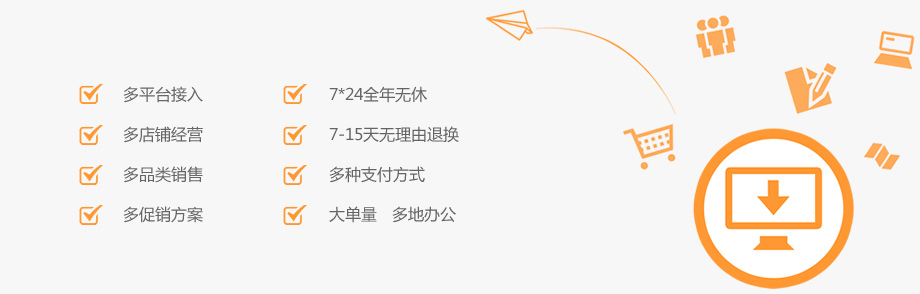 多平台接入
7*24全年无休
多店铺经营
7-15天无理由退换
多品类销售
多种支付方式
多促销方案
大单量 多地办公